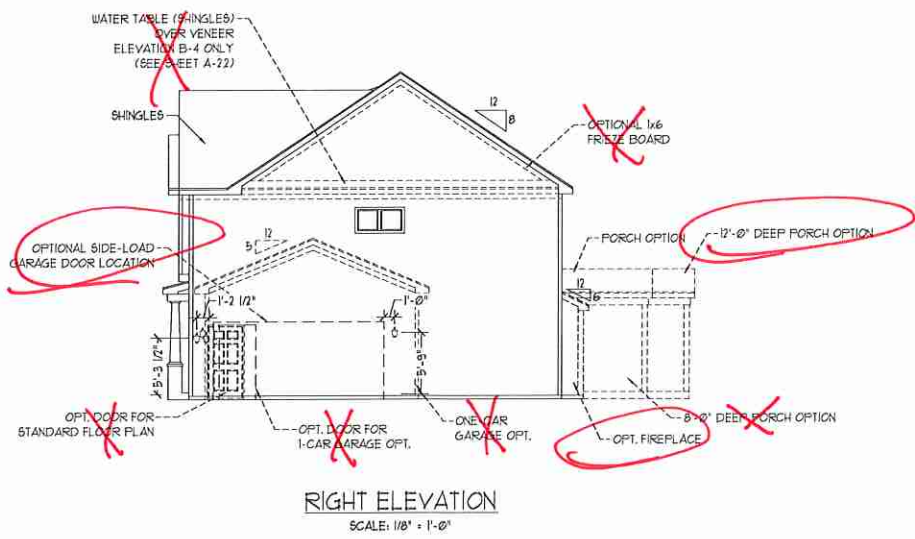 WATER TABLE (SHINGLES)
OVER VENEER
ELEVATION B-4 ONLY
(SEE SHEET A-22)
SHINGLES
12
8
OPTIONAL 1x6
FRIEZE BOARD
OPTIONAL SIDE-LOAD
GARAGE DOOR LOCATION
5
12
PORCH OPTION
12'-0" DEEP PORCH OPTION
12
6
1'-2 1/2"
1'-0"
5'-3 1/2"
5'-9"
OPT. DOOR FOR
STANDARD FLOOR PLAN
OPT. DOOR FOR
1-CAR GARAGE OPT.
ONE-CAR
GARAGE OPT.
OPT. FIREPLACE
8'-0" DEEP PORCH OPTION
RIGHT ELEVATION
SCALE: 1/8" = 1'-0"